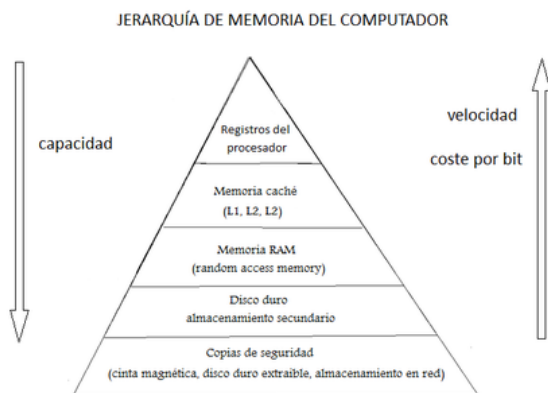 JERARQUÍA DE MEMORIA DEL COMPUTADOR
capacidad
velocidad
coste por bit
Registros del
procesador
Memoria caché
(L1, L2, L2)
Memoria RAM
(random access memory)
Disco duro
almacenamiento secundario
Copias de seguridad
(cinta magnética, disco duro extraible, almacenamiento en red)